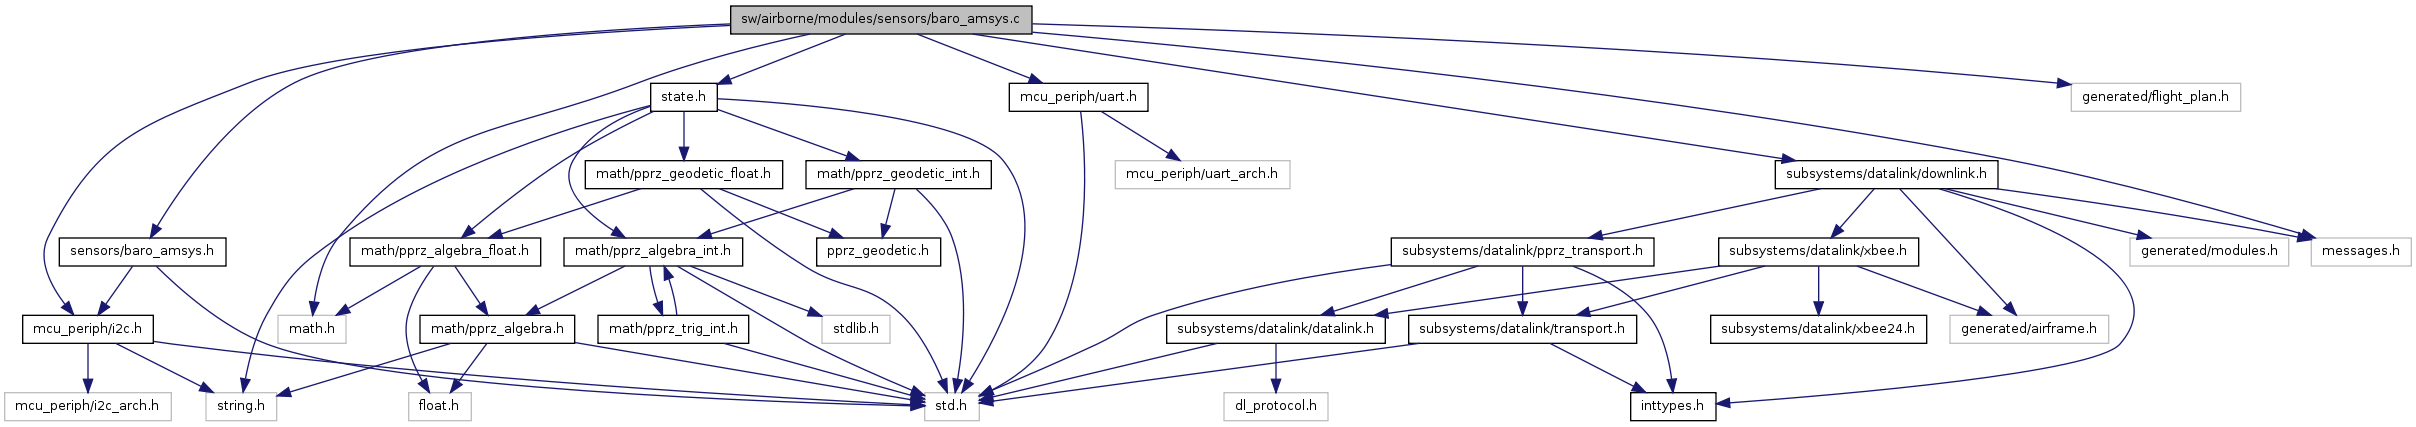 sw/airborne/modules/sensors/baro_amsys.c
state.h
mcu_periph/uart.h
generated/flight_plan.h
math/pprz_geodetic_float.h
math/pprz_geodetic_int.h
mcu_periph/uart_arch.h
subsystems/datalink/downlink.h
sensors/baro_amsys.h
math/pprz_algebra_float.h
math/pprz_algebra_int.h
pprz_geodetic.h
subsystems/datalink/pprz_transport.h
subsystems/datalink/xbee.h
generated/modules.h
messages.h
mcu_periph/i2c.h
math.h
math/pprz_algebra.h
math/pprz_trig_int.h
stdlib.h
subsystems/datalink/datalink.h
subsystems/datalink/transport.h
subsystems/datalink/xbee24.h
generated/airframe.h
mcu_periph/i2c_arch.h
string.h
float.h
std.h
dl_protocol.h
inttypes.h